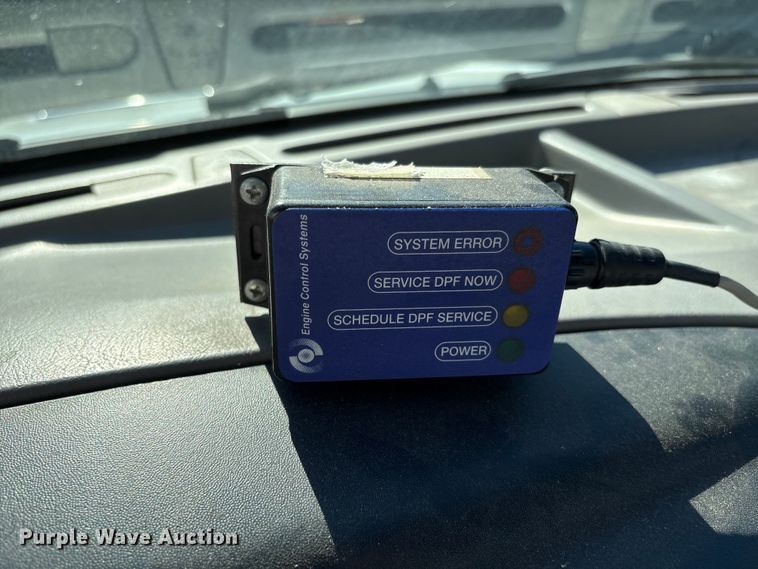 SYSTEM ERROR
SERVICE DPF NOW
SCHEDULE DPF SERVICE
POWER
Engine Control Systems
Purple Wave Auction